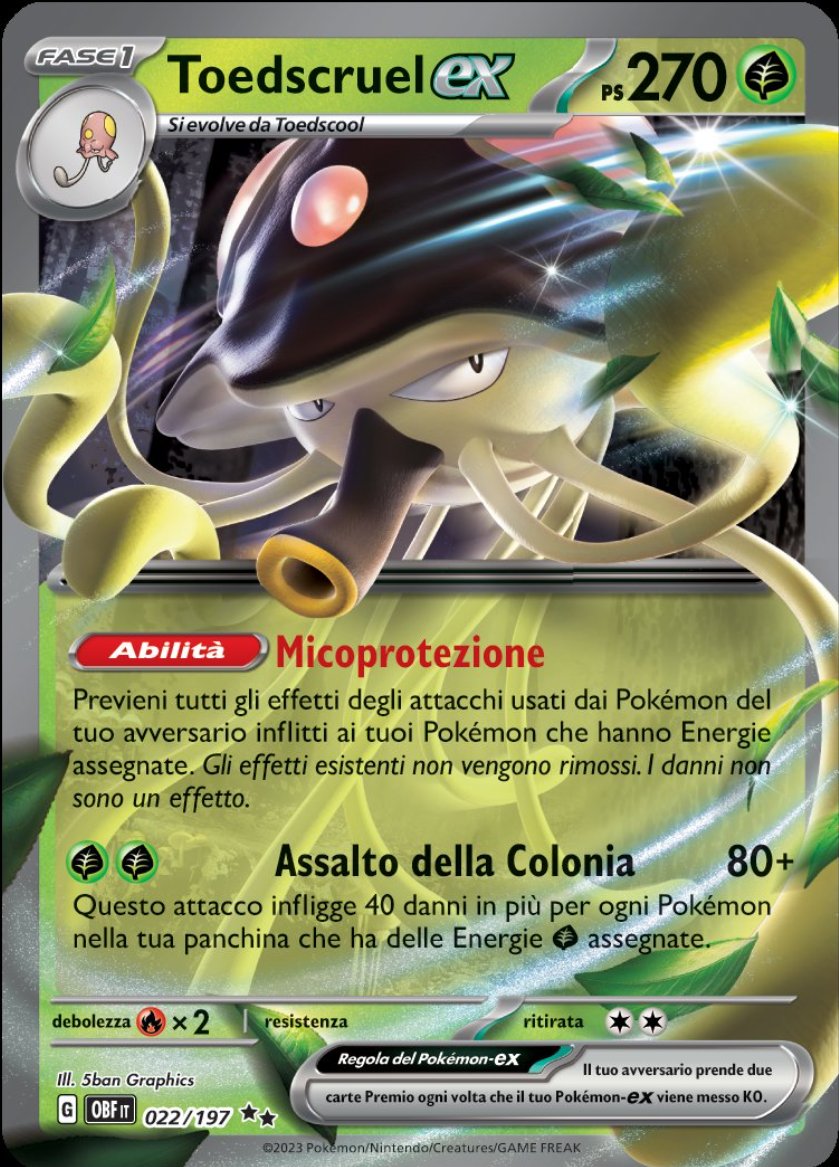 FASE 1
Toedscruel ex PS 270
Si evolve da Toedscool
Abilità Micoprotezione
Previeni tutti gli effetti degli attacchi usati dai Pokémon del
tuo avversario inflitti ai tuoi Pokémon che hanno Energie
assegnate. Gli effetti esistenti non vengono rimossi. I danni non
sono un effetto.
Assalto della Colonia 80+
Questo attacco infligge 40 danni in più per ogni Pokémon
nella tua panchina che ha delle Energie assegnate.
debolezza ×2 resistenza ritirata
Regola del Pokémon-ex
Il tuo avversario prende due
carte Premio ogni volta che il tuo Pokémon-ex viene messo KO.
Ill. 5ban Graphics
G OBF IT 022/197
©2023 Pokémon/Nintendo/Creatures/GAME FREAK